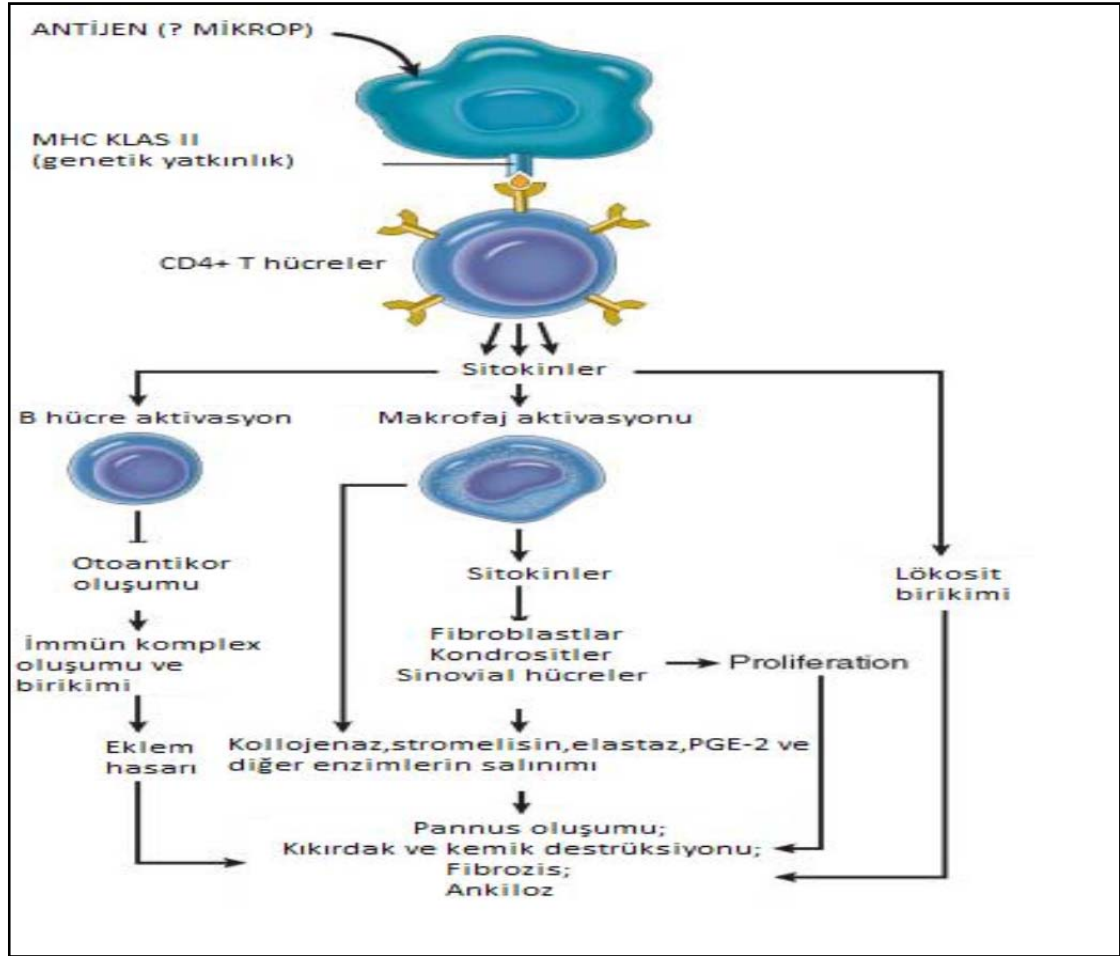 ANTİJEN (? MİKROP)
MHC KLAS II
(genetik yatkınlık)
CD4+ T hücreler
Sitokinler
B hücre aktivasyon
Makrofaj aktivasyonu
Otoantikor
oluşumu
Sitokinler
Lökosit
birikimi
İmmün komplex
oluşumu ve
birikimi
Fibroblastlar
Kondrositler
Sinovial hücreler
Proliferation
Eklem
hasarı
Kollojenaz,stromelisin,elastaz,PGE-2 ve
diğer enzimlerin salınımı
Pannus oluşumu;
Kıkırdak ve kemik destrüksiyonu;
Fibrozis;
Ankiloz